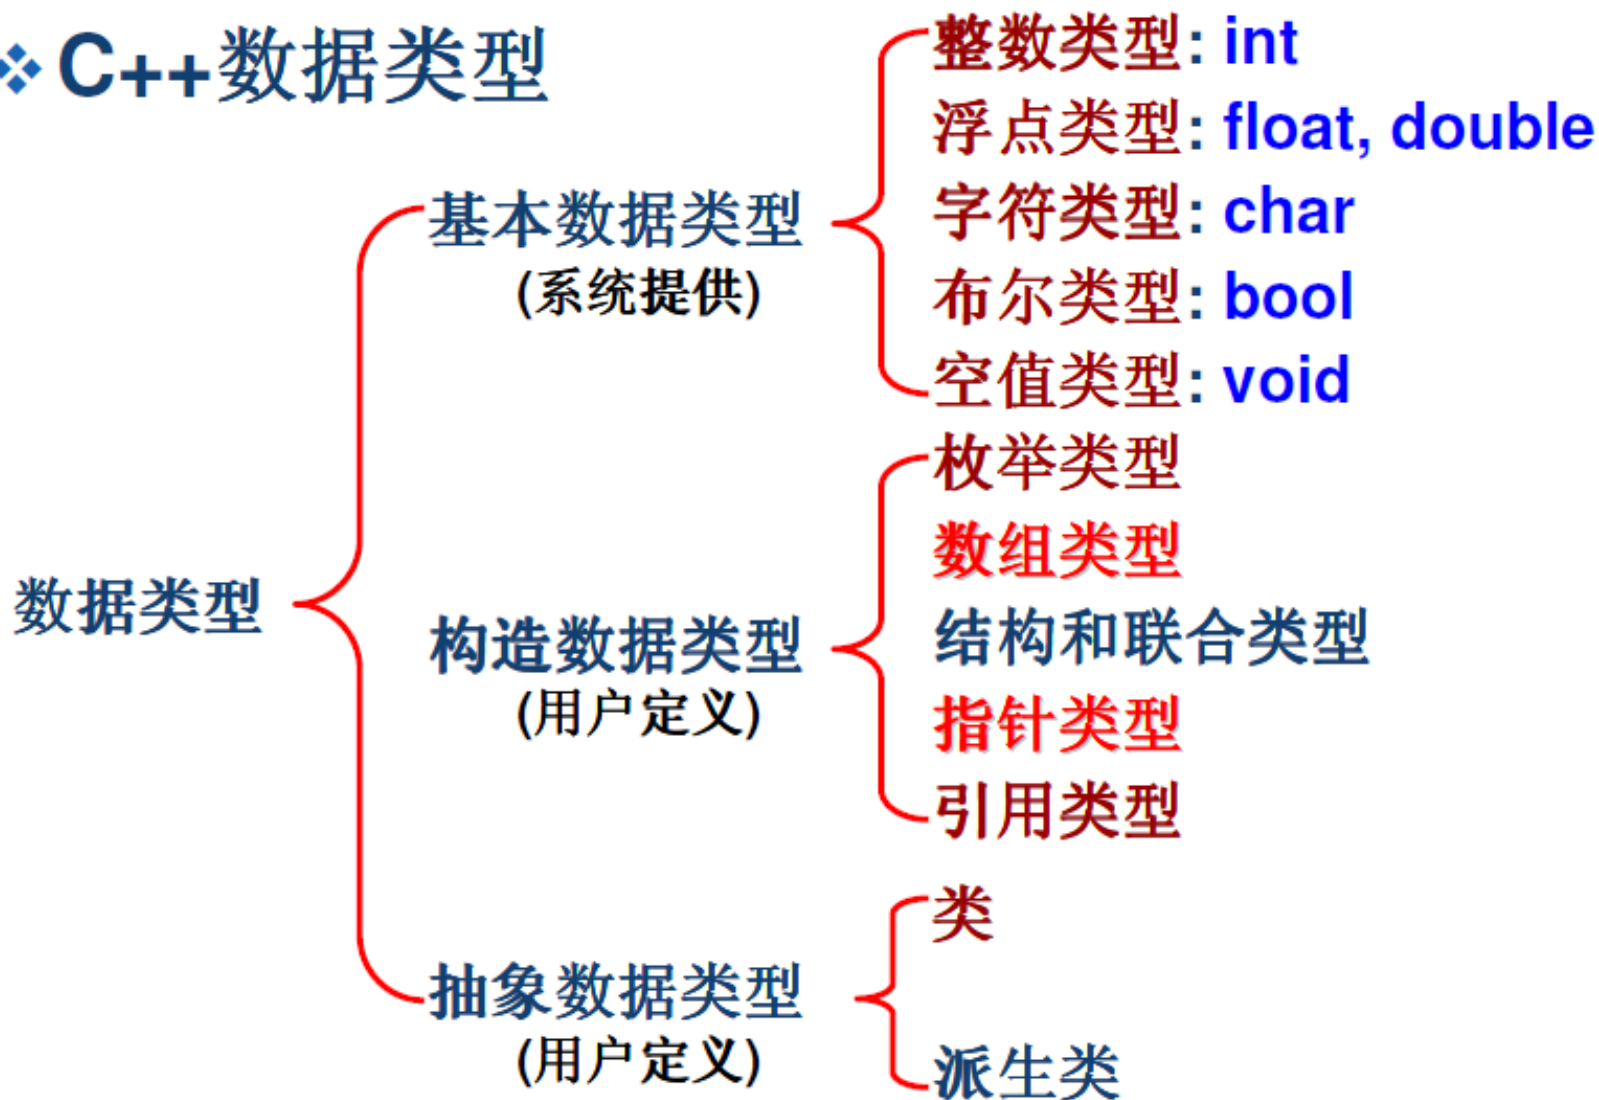 C++数据类型
数据类型
基本数据类型
(系统提供)
整数类型: int
浮点类型: float, double
字符类型: char
布尔类型: bool
空值类型: void
构造数据类型
(用户定义)
枚举类型
数组类型
结构和联合类型
指针类型
引用类型
抽象数据类型
(用户定义)
类
派生类